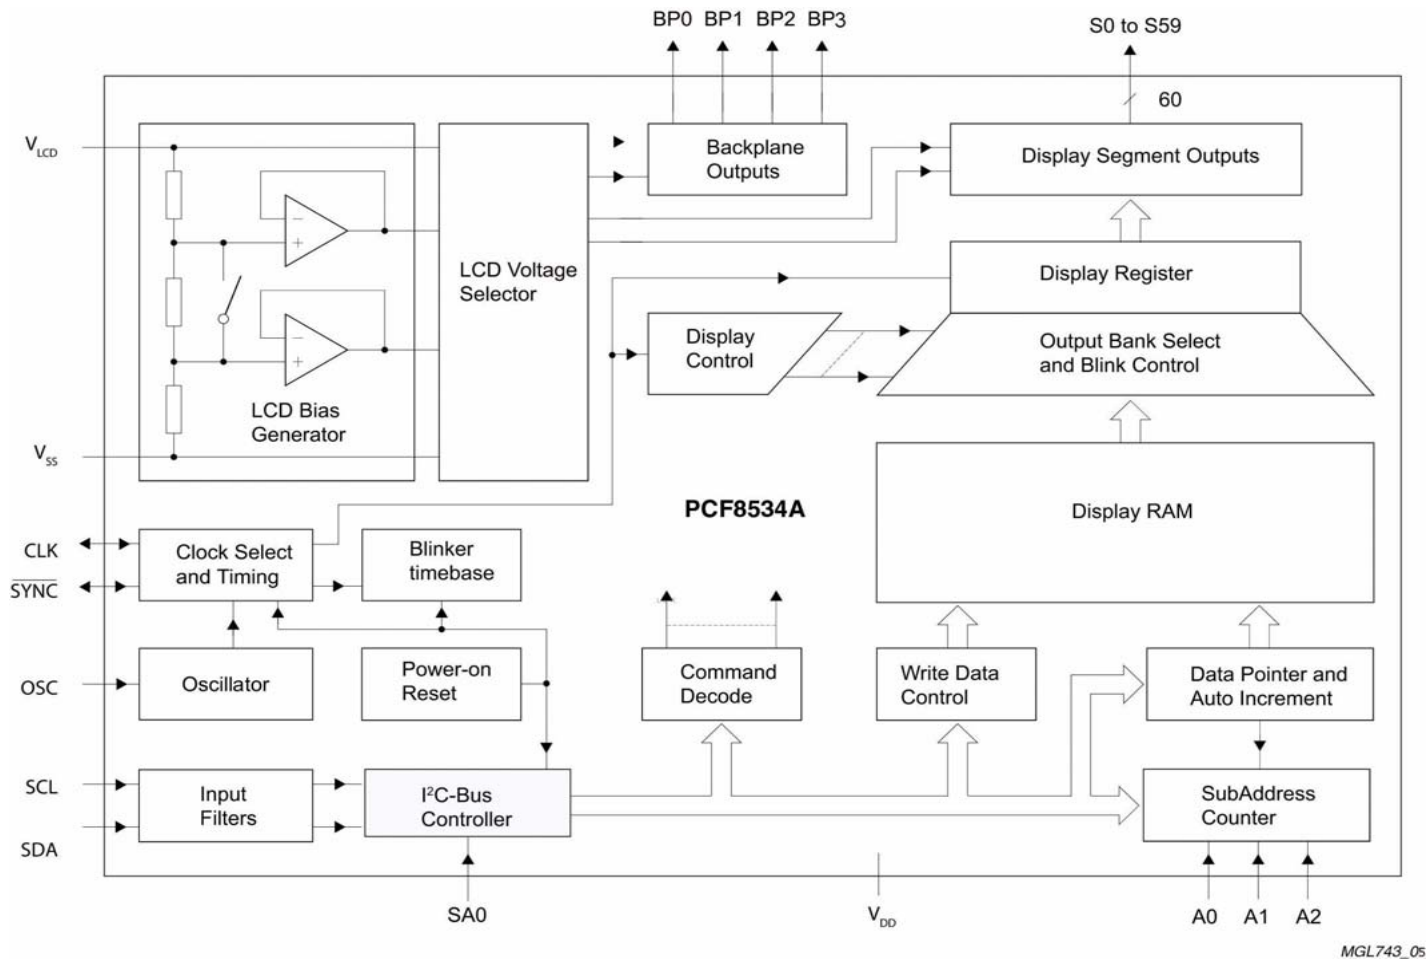 BP0 BP1 BP2 BP3
S0 to S59
60
V_LCD
Backplane
Outputs
Display Segment Outputs
−
+
LCD Voltage
Selector
Display Register
−
+
Display
Control
Output Bank Select
and Blink Control
LCD Bias
Generator
V_SS
PCF8534A
Display RAM
CLK
SYNC
Clock Select
and Timing
Blinker
timebase
OSC
Oscillator
Power-on
Reset
Command
Decode
Write Data
Control
Data Pointer and
Auto Increment
SCL
SDA
Input
Filters
I²C-Bus
Controller
SubAddress
Counter
SA0
V_DD
A0 A1 A2
MGL743_05